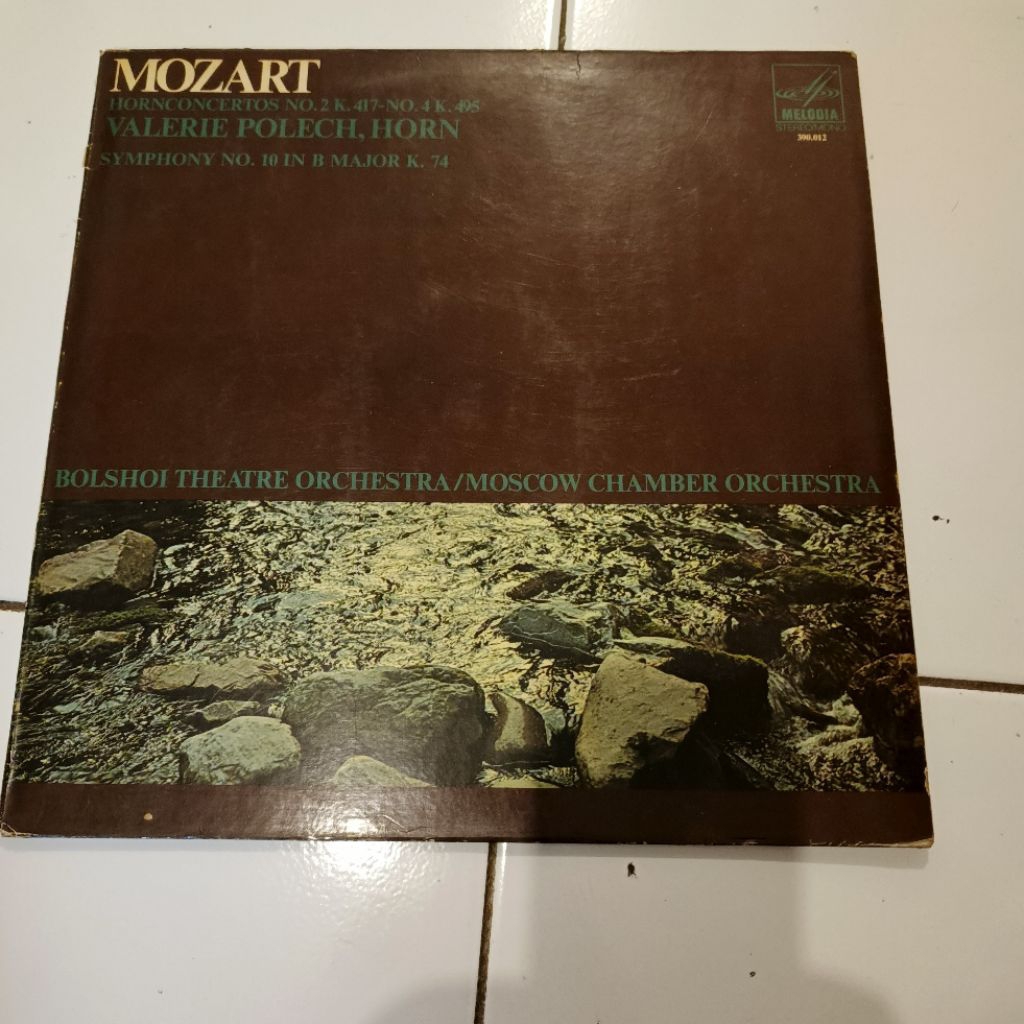 MOZART
HORNCONCERTOS NO. 2 K. 417-NO. 4 K. 495
VALERIE POLECH, HORN
SYMPHONY NO. 10 IN B MAJOR K. 74
MELODIA
STEREO/MONO
390.012
BOLSHOI THEATRE ORCHESTRA/MOSCOW CHAMBER ORCHESTRA